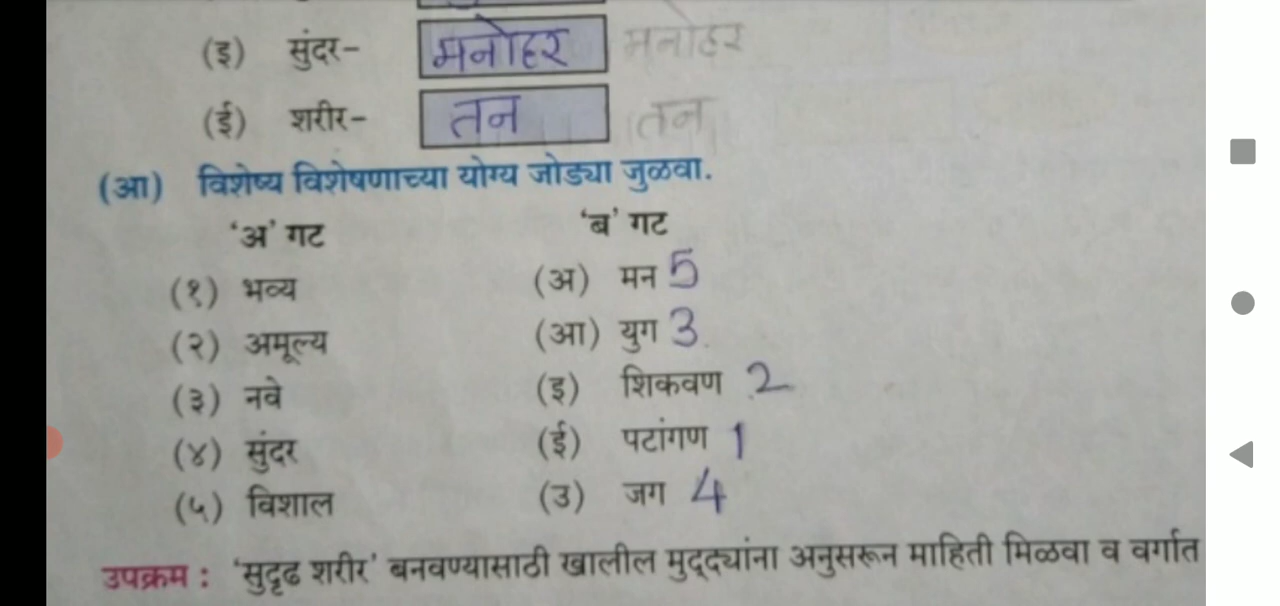 (इ) सुंदर– मनोहर मनोहर
(ई) शरीर– तन तन
(आ) विशेष्य विशेषणाच्या योग्य जोड्या जुळवा.
'अ' गट 'ब' गट
(१) भव्य (अ) मन 5
(२) अमूल्य (आ) युग 3
(३) नवे (इ) शिकवण 2
(४) सुंदर (ई) पटांगण 1
(५) विशाल (उ) जग 4
उपक्रम : 'सुदृढ शरीर' बनवण्यासाठी खालील मुद्द्यांना अनुसरून माहिती मिळवा व वर्गात